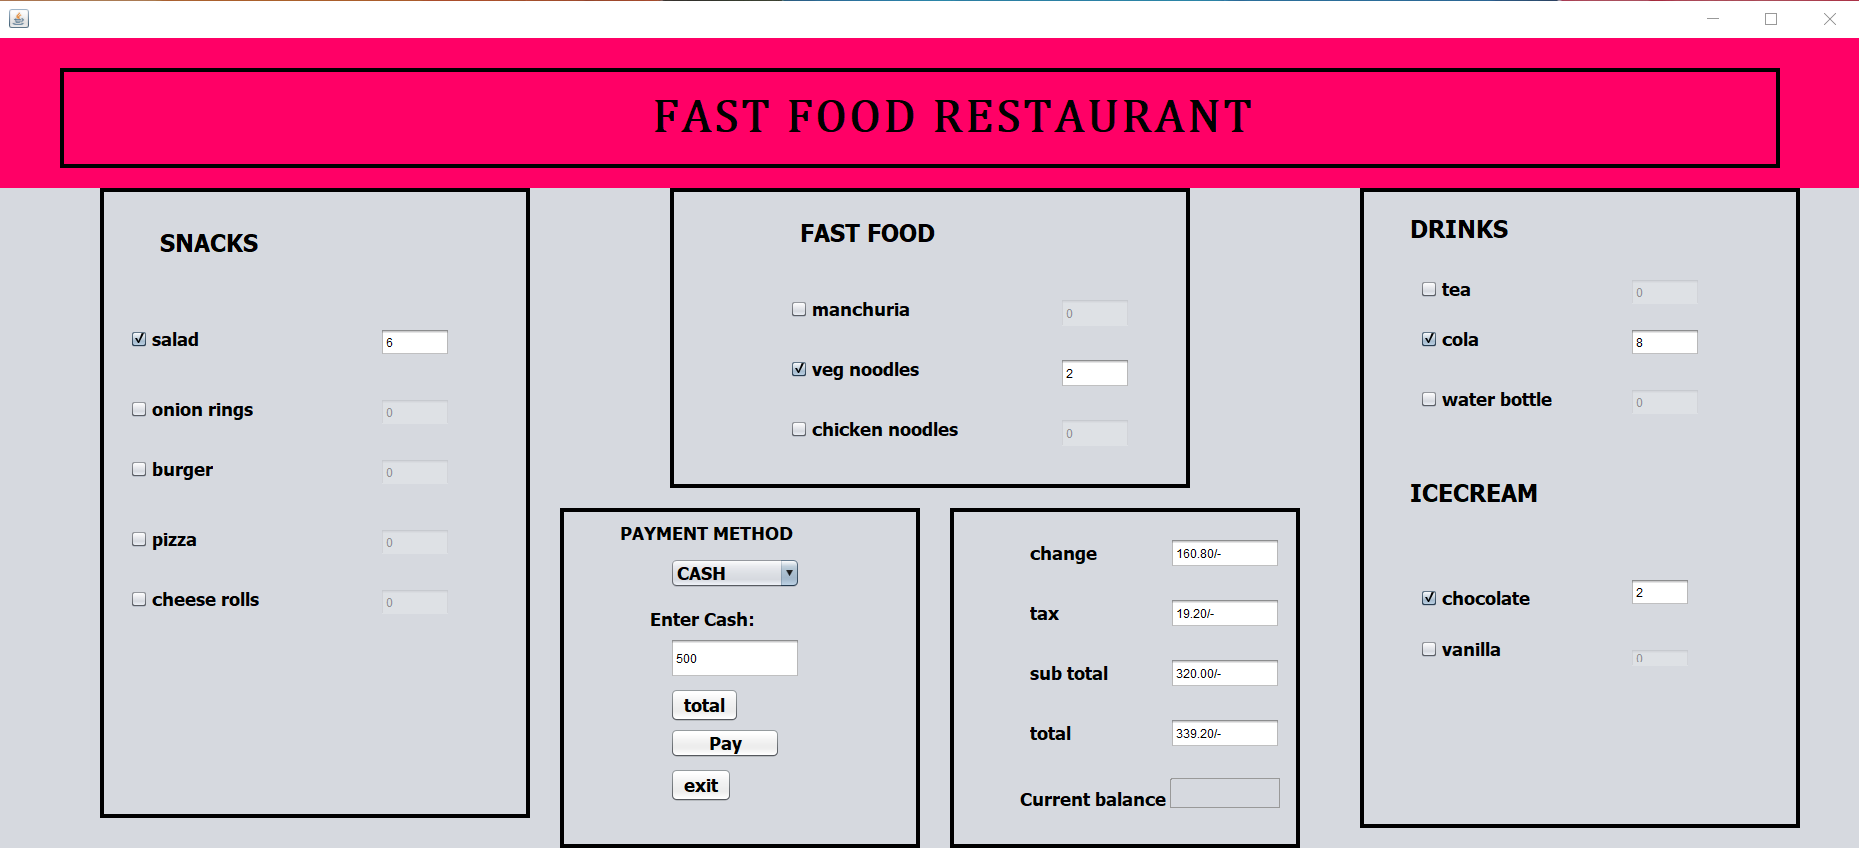 FAST FOOD RESTAURANT
SNACKS
salad 6
onion rings 0
burger 0
pizza 0
cheese rolls 0
FAST FOOD
manchuria 0
veg noodles 2
chicken noodles 0
DRINKS
tea 0
cola 8
water bottle 0
ICECREAM
chocolate 2
vanilla 0
PAYMENT METHOD
CASH
Enter Cash:
500
total
Pay
exit
change 160.80/-
tax 19.20/-
sub total 320.00/-
total 339.20/-
Current balance